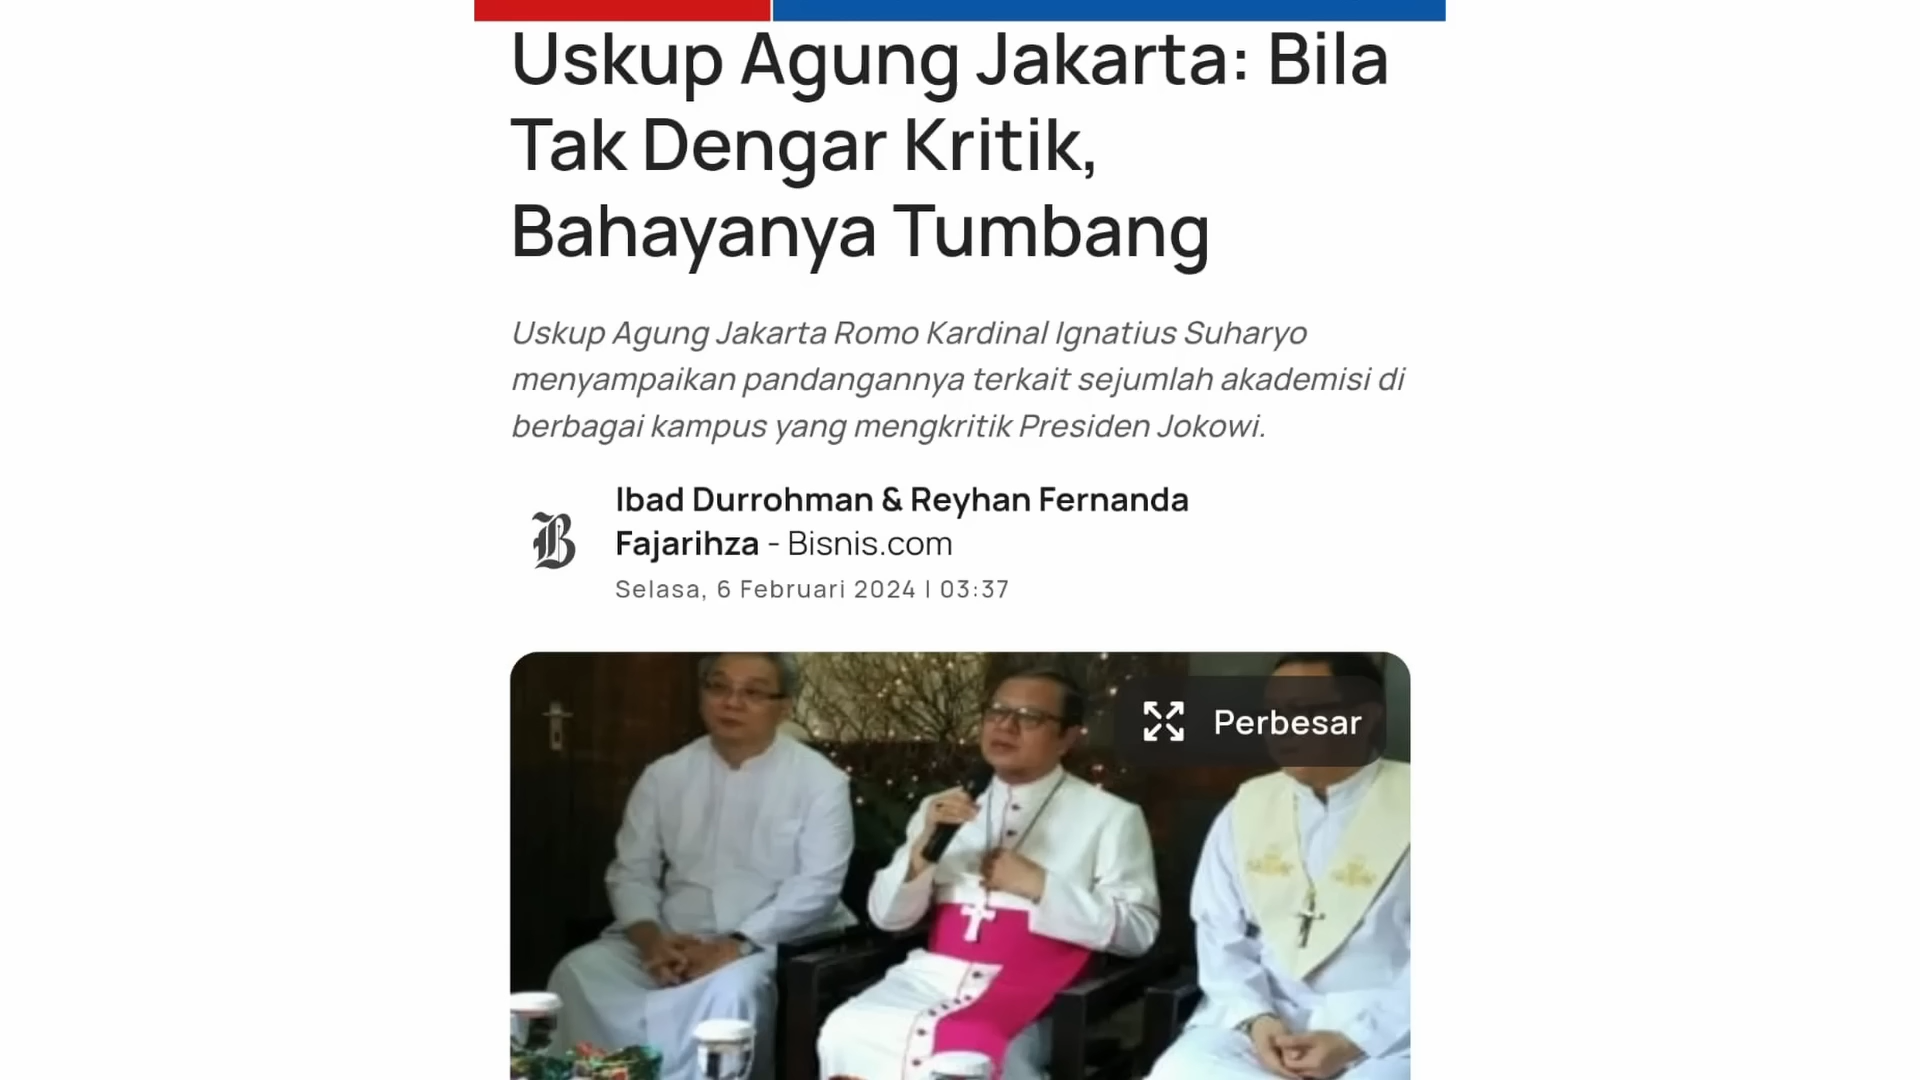 Uskup Agung Jakarta: Bila
Tak Dengar Kritik,
Bahayanya Tumbang
Uskup Agung Jakarta Romo Kardinal Ignatius Suharyo
menyampaikan pandangannya terkait sejumlah akademisi di
berbagai kampus yang mengkritik Presiden Jokowi.
B
Ibad Durrohman & Reyhan Fernanda
Fajarihza - Bisnis.com
Selasa, 6 Februari 2024 | 03:37
Perbesar